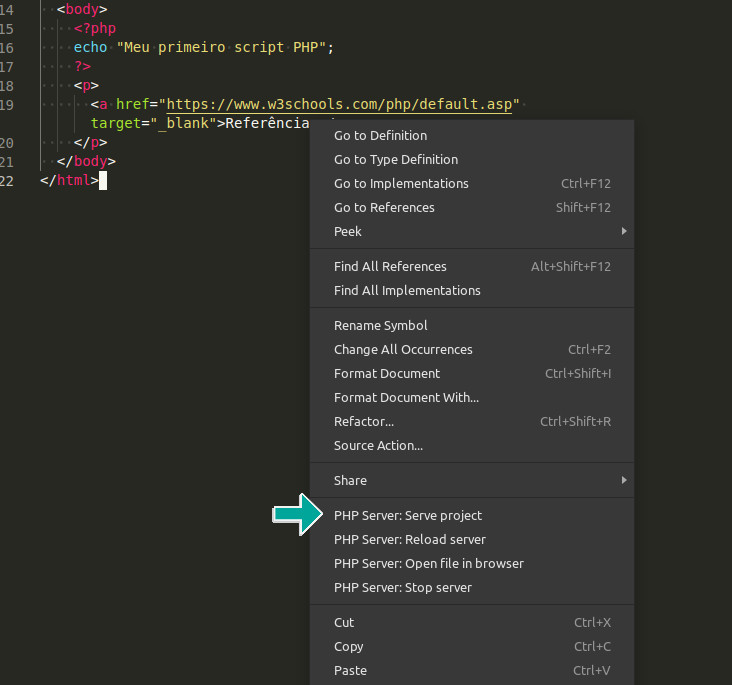 14 <body>
15 <?php
16 echo "Meu primeiro script PHP";
17 ?>
18 <p>
19 <a href="https://www.w3schools.com/php/default.asp"
target="_blank">Referência
20 </p>
21 </body>
22 </html>
Go to Definition
Go to Type Definition
Go to Implementations Ctrl+F12
Go to References Shift+F12
Peek
Find All References Alt+Shift+F12
Find All Implementations
Rename Symbol
Change All Occurrences Ctrl+F2
Format Document Ctrl+Shift+I
Format Document With...
Refactor... Ctrl+Shift+R
Source Action...
Share
PHP Server: Serve project
PHP Server: Reload server
PHP Server: Open file in browser
PHP Server: Stop server
Cut Ctrl+X
Copy Ctrl+C
Paste Ctrl+V